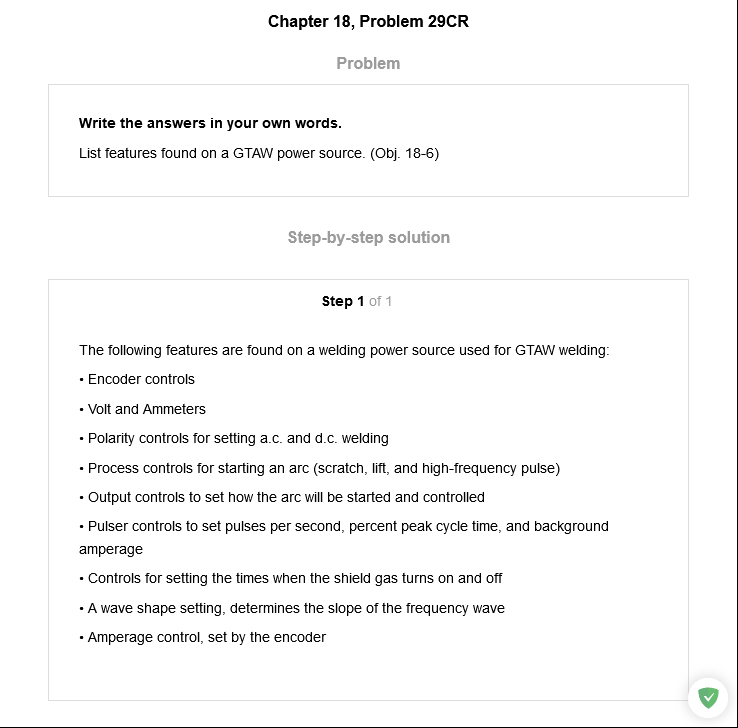 Chapter 18, Problem 29CR
Problem
Write the answers in your own words.
List features found on a GTAW power source. (Obj. 18-6)
Step-by-step solution
Step 1 of 1
The following features are found on a welding power source used for GTAW welding:
• Encoder controls
• Volt and Ammeters
• Polarity controls for setting a.c. and d.c. welding
• Process controls for starting an arc (scratch, lift, and high-frequency pulse)
• Output controls to set how the arc will be started and controlled
• Pulser controls to set pulses per second, percent peak cycle time, and background
amperage
• Controls for setting the times when the shield gas turns on and off
• A wave shape setting, determines the slope of the frequency wave
• Amperage control, set by the encoder